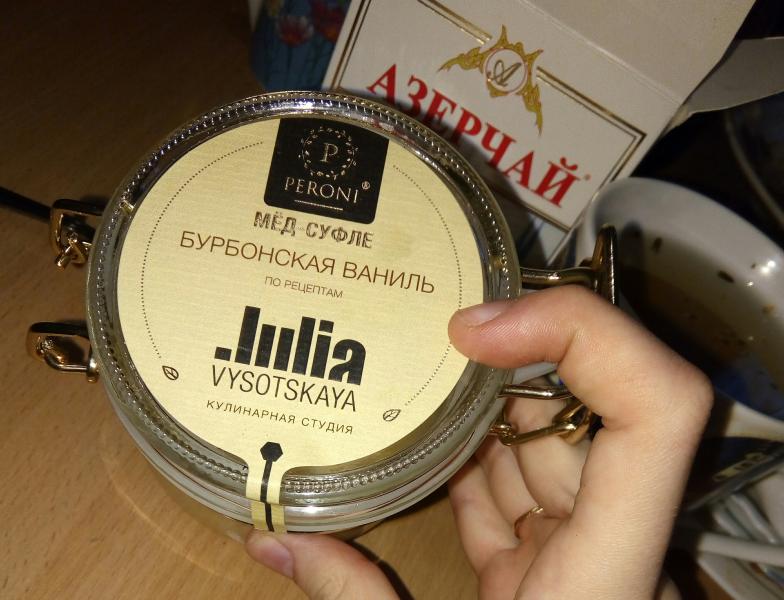 АЗЕРЧАЙ
P
PERONI®
МЁД-СУФЛЕ
БУРБОНСКАЯ ВАНИЛЬ
ПО РЕЦЕПТАМ
Julia
VYSOTSKAYA
КУЛИНАРНАЯ СТУДИЯ